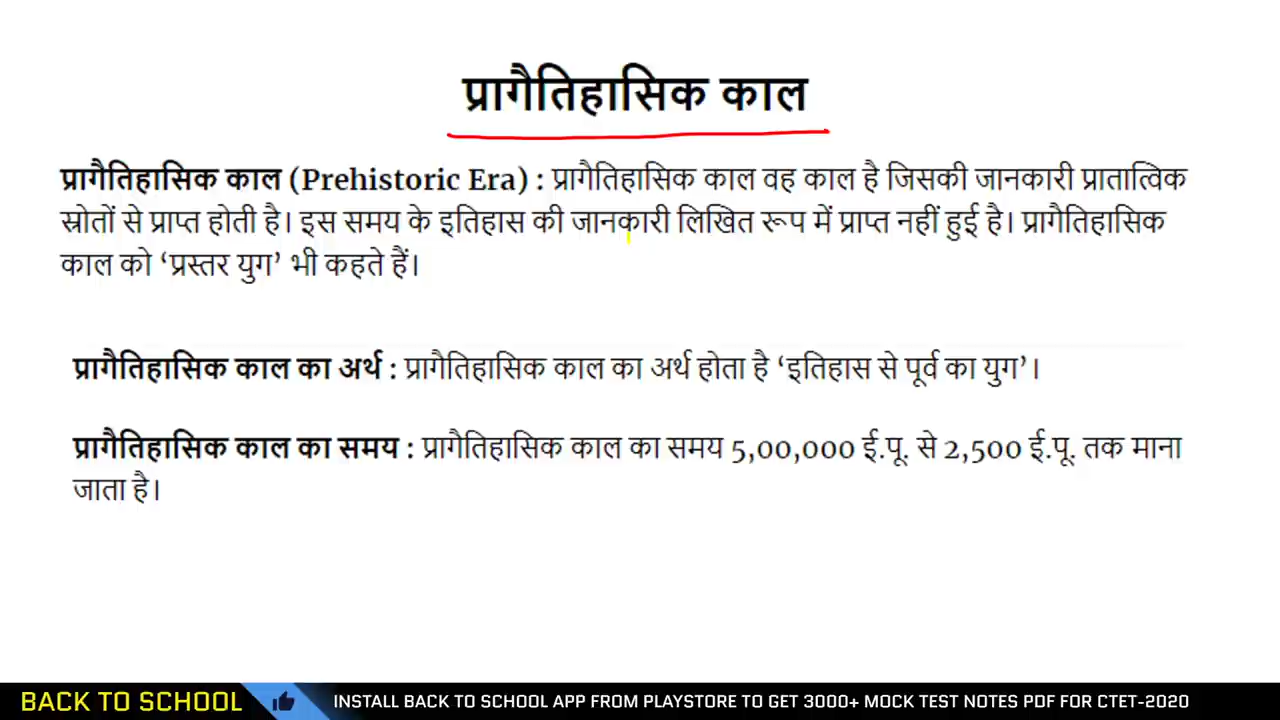 प्रागैतिहासिक काल
प्रागैतिहासिक काल (Prehistoric Era) : प्रागैतिहासिक काल वह काल है जिसकी जानकारी प्रातात्विक
स्रोतों से प्राप्त होती है। इस समय के इतिहास की जानकारी लिखित रूप में प्राप्त नहीं हुई है। प्रागैतिहासिक
काल को ‘प्रस्तर युग’ भी कहते हैं।
प्रागैतिहासिक काल का अर्थ : प्रागैतिहासिक काल का अर्थ होता है ‘इतिहास से पूर्व का युग’।
प्रागैतिहासिक काल का समय : प्रागैतिहासिक काल का समय 5,00,000 ई.पू. से 2,500 ई.पू. तक माना
जाता है।
BACK TO SCHOOL INSTALL BACK TO SCHOOL APP FROM PLAYSTORE TO GET 3000+ MOCK TEST NOTES PDF FOR CTET-2020